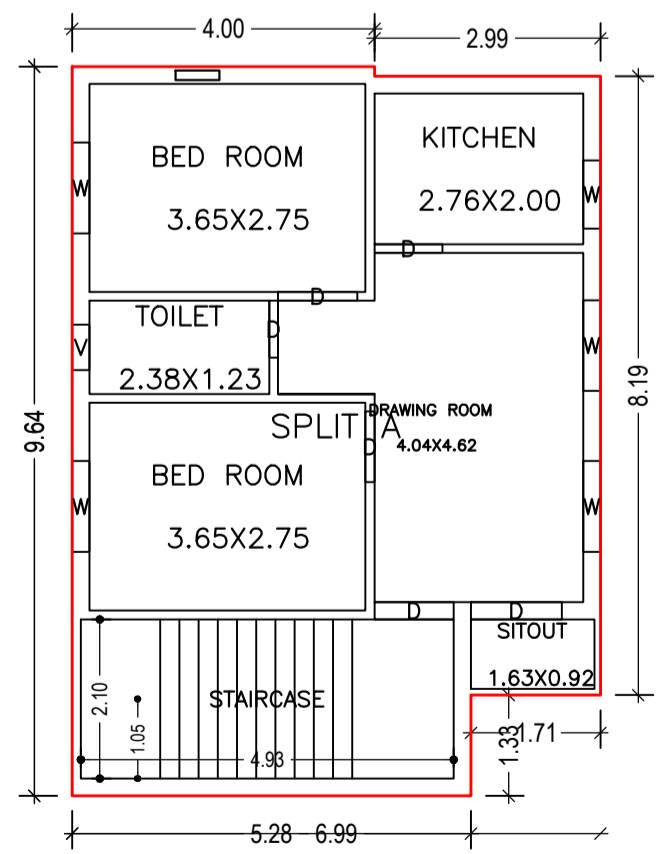 4.00
2.99
BED ROOM
3.65X2.75
KITCHEN
2.76X2.00
W
W
D
D
TOILET
2.38X1.23
V
D
W
9.64
8.19
DRAWING ROOM
4.04X4.62
SPLIT A
D
BED ROOM
3.65X2.75
W
W
D
D
SITOUT
1.63X0.92
STAIRCASE
2.10
1.05
4.93
1.33
1.71
5.28
6.99